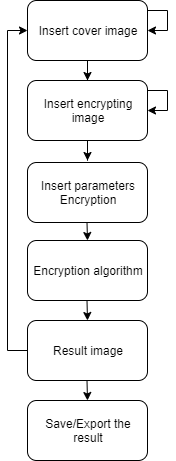 Insert cover image
Insert encrypting
image
Insert parameters
Encryption
Encryption algorithm
Result image
Save/Export the
result